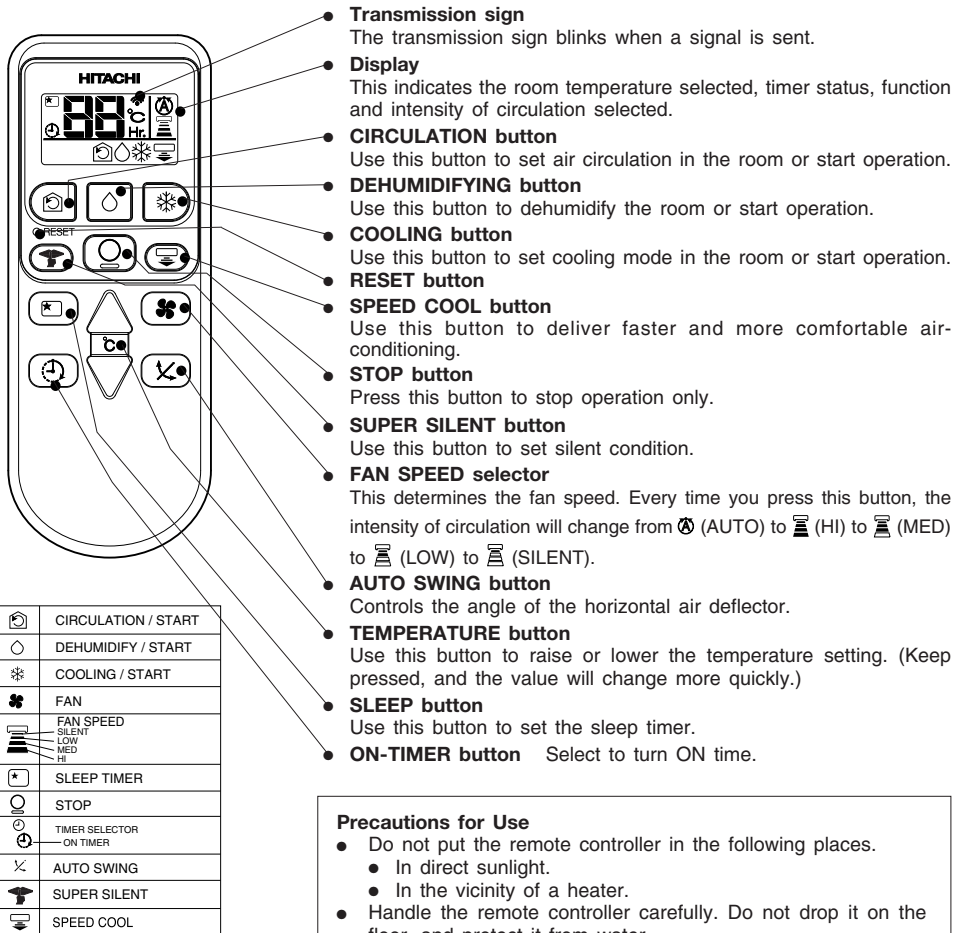 HITACHI
°C
Hr.
RESET
°C
Transmission sign
The transmission sign blinks when a signal is sent.
Display
This indicates the room temperature selected, timer status, function
and intensity of circulation selected.
CIRCULATION button
Use this button to set air circulation in the room or start operation.
DEHUMIDIFYING button
Use this button to dehumidify the room or start operation.
COOLING button
Use this button to set cooling mode in the room or start operation.
RESET button
SPEED COOL button
Use this button to deliver faster and more comfortable air-
conditioning.
STOP button
Press this button to stop operation only.
SUPER SILENT button
Use this button to set silent condition.
FAN SPEED selector
This determines the fan speed. Every time you press this button, the
intensity of circulation will change from (AUTO) to (HI) to (MED)
to (LOW) to (SILENT).
AUTO SWING button
Controls the angle of the horizontal air deflector.
TEMPERATURE button
Use this button to raise or lower the temperature setting. (Keep
pressed, and the value will change more quickly.)
SLEEP button
Use this button to set the sleep timer.
ON-TIMER button Select to turn ON time.
CIRCULATION / START
DEHUMIDIFY / START
COOLING / START
FAN
FAN SPEED
SILENT
LOW
MED
HI
SLEEP TIMER
STOP
TIMER SELECTOR
ON TIMER
AUTO SWING
SUPER SILENT
SPEED COOL
Precautions for Use
Do not put the remote controller in the following places.
In direct sunlight.
In the vicinity of a heater.
Handle the remote controller carefully. Do not drop it on the
floor, and protect it from water.